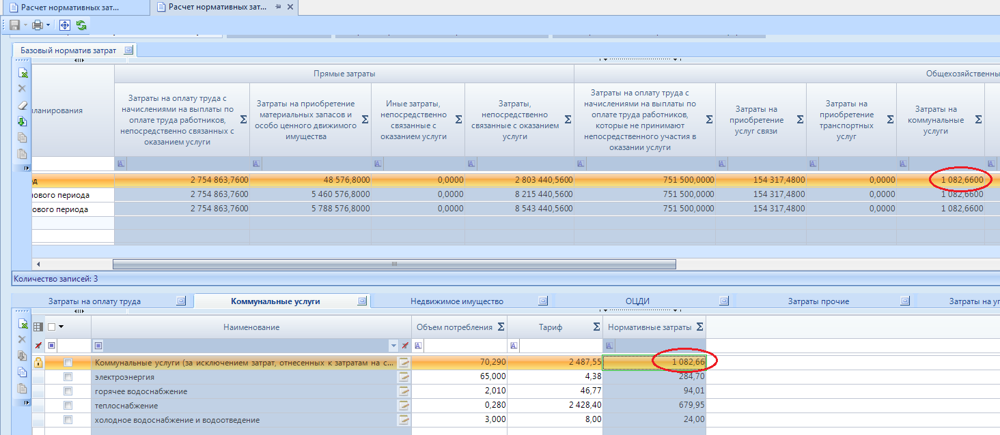 Расчет нормативных зат...
Расчет нормативных зат...
Базовый норматив затрат
ланирования
Прямые затраты
Общехозяйственны
Затраты на оплату труда с
начислениями на выплаты по
оплате труда работников,
непосредственно связанных с
оказанием услуги
Σ
Затраты на приобретение
материальных запасов и
особо ценного движимого
имущества
Σ
Иные затраты,
непосредственно
связанные с
оказанием услуги
Σ
Затраты,
непосредственно
связанные с оказанием
услуги
Σ
Затраты на оплату труда с
начислениями на выплаты по
оплате труда работников,
которые не принимают
непосредственного участия в
оказании услуги
Σ
Затраты на
приобретение
услуг связи
Σ
Затраты на
приобретение
транспортных
услуг
Σ
Затраты на
коммунальные
услуги
Σ
д 2 754 863,7600 48 576,8000 0,0000 2 803 440,5600 751 500,0000 154 317,4800 0,0000 1 082,6600
нового периода 2 754 863,7600 5 460 576,8000 0,0000 8 215 440,5600 751 500,0000 154 317,4800 0,0000 1 082,6600
ового периода 2 754 863,7600 5 788 576,8000 0,0000 8 543 440,5600 751 500,0000 154 317,4800 0,0000 1 082,6600
Количество записей: 3
Затраты на оплату труда Коммунальные услуги Недвижимое имущество ОЦДИ Затраты прочие Затраты на уп
Наименование Объем потребления Σ Тариф Σ Нормативные затраты Σ
Коммунальные услуги (за исключением затрат, отнесенных к затратам на с... 70,290 2 487,55 1 082,66
электроэнергия 65,000 4,38 284,70
горячее водоснабжение 2,010 46,77 94,01
теплоснабжение 0,280 2 428,40 679,95
холодное водоснабжение и водоотведение 3,000 8,00 24,00